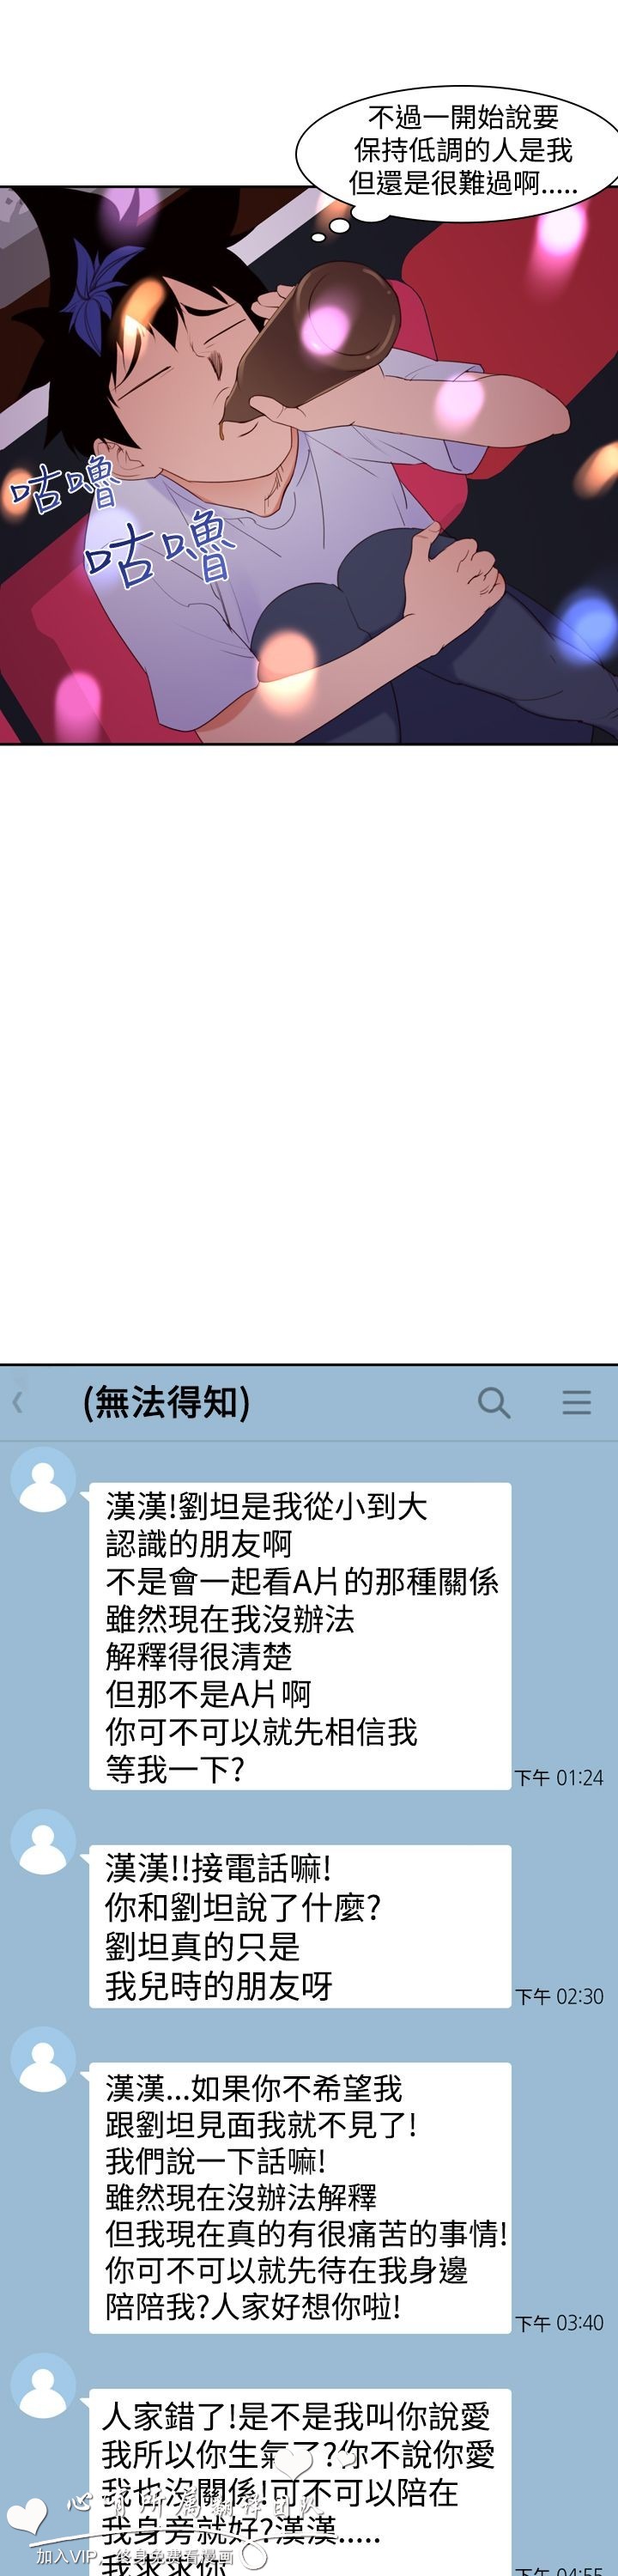 不過一開始說要
保持低調的人是我
但還是很難過啊.....
咕嚕
咕嚕
(無法得知)
漢漢!劉坦是我從小到大
認識的朋友啊
不是會一起看A片的那種關係
雖然現在我沒辦法
解釋得很清楚
但那不是A片啊
你可不可以就先相信我
等我一下?
下午 01:24
漢漢!!接電話嘛!
你和劉坦說了什麼?
劉坦真的只是
我兒時的朋友呀
下午 02:30
漢漢...如果你不希望我
跟劉坦見面我就不見了!
我們說一下話嘛!
雖然現在沒辦法解釋
但我現在真的有很痛苦的事情!
你可不可以就先待在我身邊
陪陪我?人家好想你啦!
下午 03:40
人家錯了!是不是我叫你說愛
我所以你生氣了?你不說你愛
我也沒關係!可不可以陪在
我身旁就好?漢漢.....
我求求你
下午 04:55
心有所属翻译团队
加入VIP，终身免费看漫画